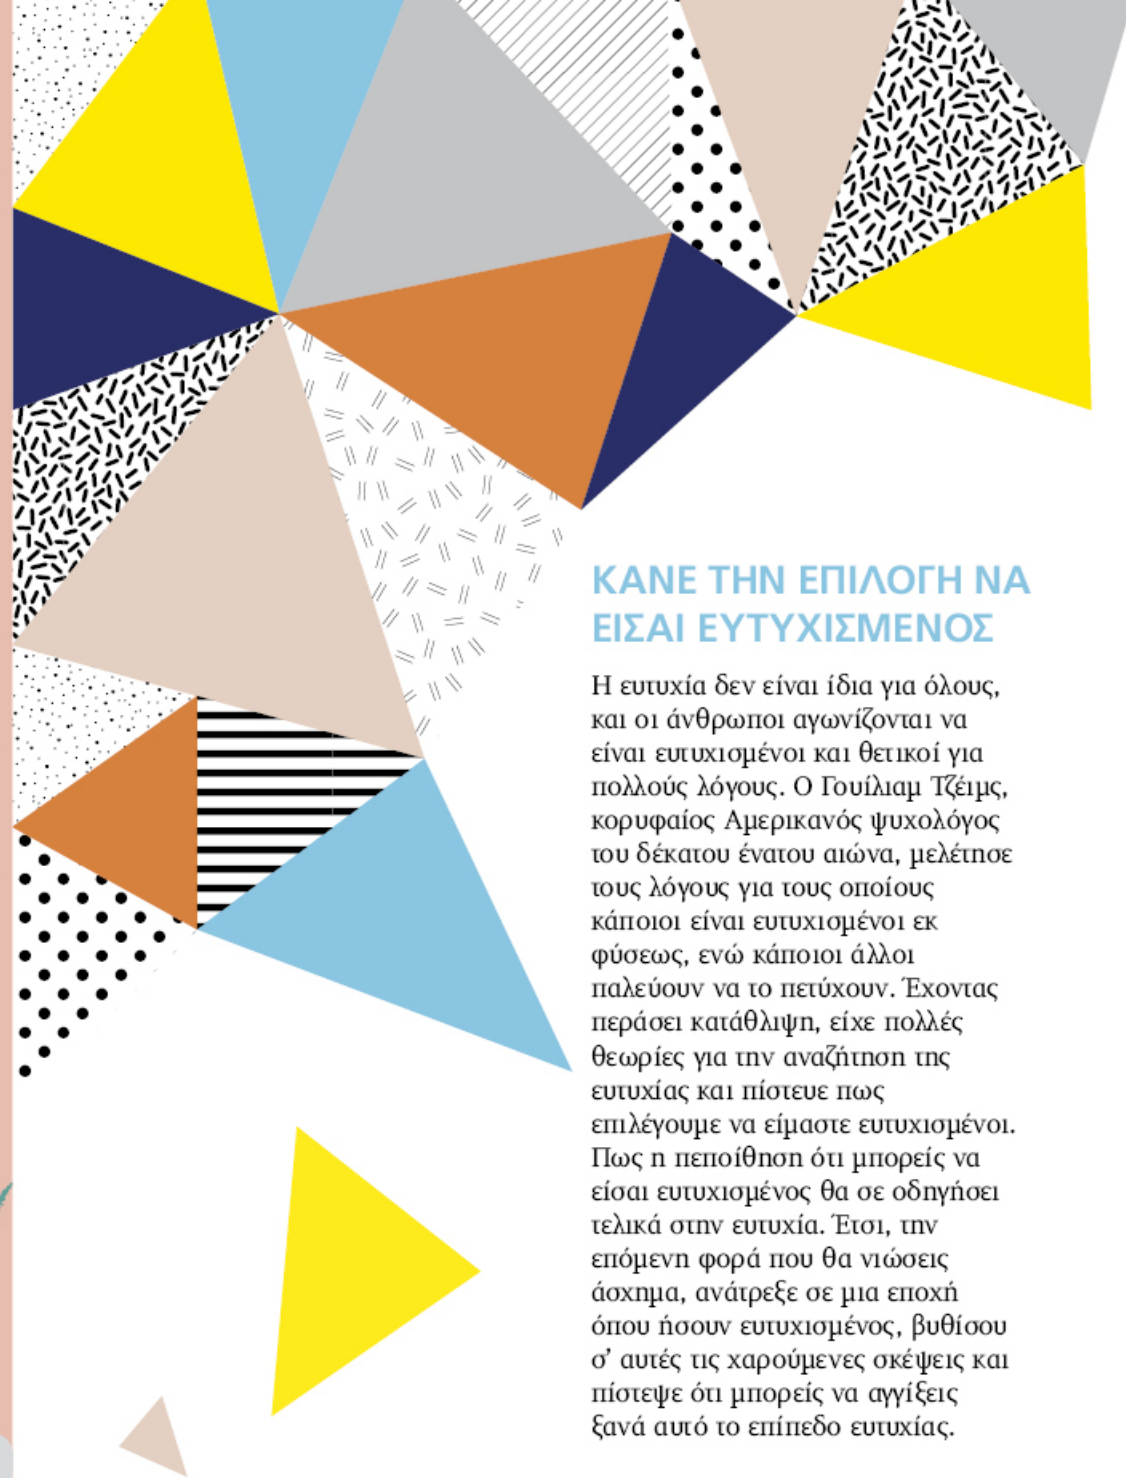 ΚΑΝΕ ΤΗΝ ΕΠΙΛΟΓΗ ΝΑ
ΕΙΣΑΙ ΕΥΤΥΧΙΣΜΕΝΟΣ
Η ευτυχία δεν είναι ίδια για όλους,
και οι άνθρωποι αγωνίζονται να
είναι ευτυχισμένοι και θετικοί για
πολλούς λόγους. Ο Γουίλιαμ Τζέιμς,
κορυφαίος Αμερικανός ψυχολόγος
του δέκατου ένατου αιώνα, μελέτησε
τους λόγους για τους οποίους
κάποιοι είναι ευτυχισμένοι εκ
φύσεως, ενώ κάποιοι άλλοι
παλεύουν να το πετύχουν. Έχοντας
περάσει κατάθλιψη, είχε πολλές
θεωρίες για την αναζήτηση της
ευτυχίας και πίστευε πως
επιλέγουμε να είμαστε ευτυχισμένοι.
Πως η πεποίθηση ότι μπορείς να
είσαι ευτυχισμένος θα σε οδηγήσει
τελικά στην ευτυχία. Έτσι, την
επόμενη φορά που θα νιώσεις
άσχημα, ανάτρεξε σε μια εποχή
όπου ήσουν ευτυχισμένος, βυθίσου
σ’ αυτές τις χαρούμενες σκέψεις και
πίστεψε ότι μπορείς να αγγίξεις
ξανά αυτό το επίπεδο ευτυχίας.